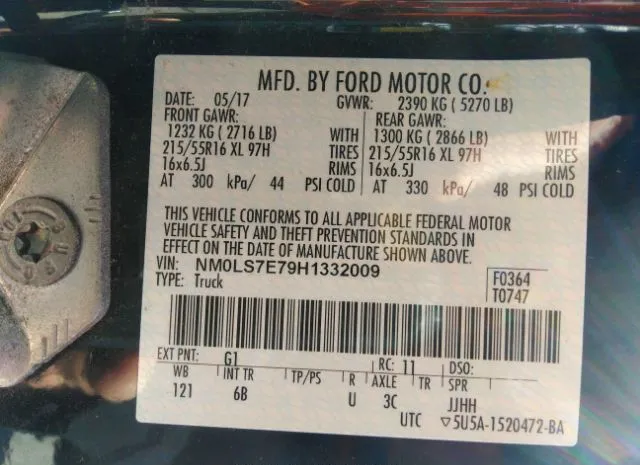 MFD. BY FORD MOTOR CO.
DATE: 05/17 GVWR: 2390 KG ( 5270 LB)
FRONT GAWR: REAR GAWR:
1232 KG ( 2716 LB) WITH 1300 KG ( 2866 LB) WITH
215/55R16 XL 97H TIRES 215/55R16 XL 97H TIRES
16x6.5J RIMS 16x6.5J RIMS
AT 300 kPa/ 44 PSI COLD AT 330 kPa/ 48 PSI COLD
THIS VEHICLE CONFORMS TO ALL APPLICABLE FEDERAL MOTOR
VEHICLE SAFETY AND THEFT PREVENTION STANDARDS IN
EFFECT ON THE DATE OF MANUFACTURE SHOWN ABOVE.
VIN: NM0LS7E79H1332009 F0364
TYPE: Truck T0747
EXT PNT: G1 RC: 11 DSO:
WB INT TR TP/PS R AXLE TR SPR
121 6B U 3C JJHH
UTC ▽5U5A-1520472-BA